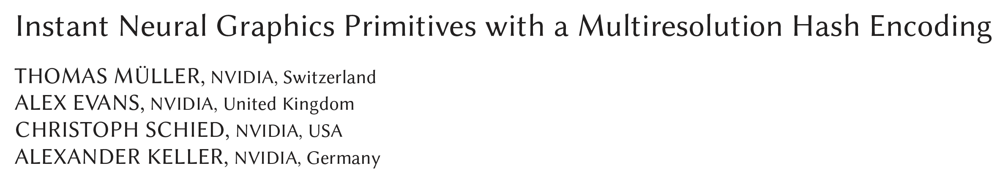 Instant Neural Graphics Primitives with a Multiresolution Hash Encoding
THOMAS MÜLLER, NVIDIA, Switzerland
ALEX EVANS, NVIDIA, United Kingdom
CHRISTOPH SCHIED, NVIDIA, USA
ALEXANDER KELLER, NVIDIA, Germany